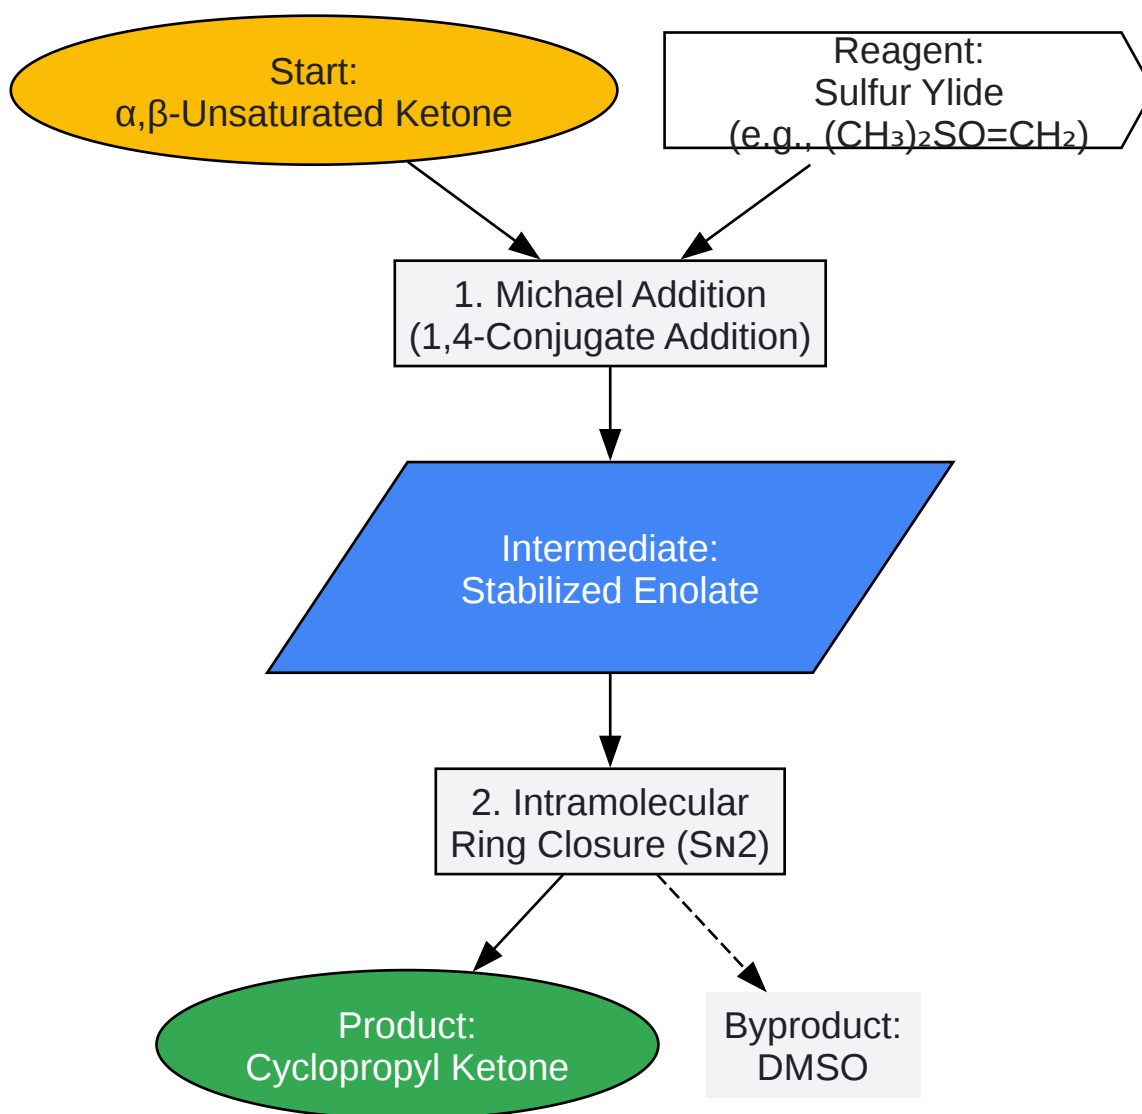 Start:
α,β-Unsaturated Ketone
Reagent:
Sulfur Ylide
(e.g., (CH₃)₂SO=CH₂)
1. Michael Addition
(1,4-Conjugate Addition)
Intermediate:
Stabilized Enolate
2. Intramolecular
Ring Closure (Sɴ2)
Product:
Cyclopropyl Ketone
Byproduct:
DMSO